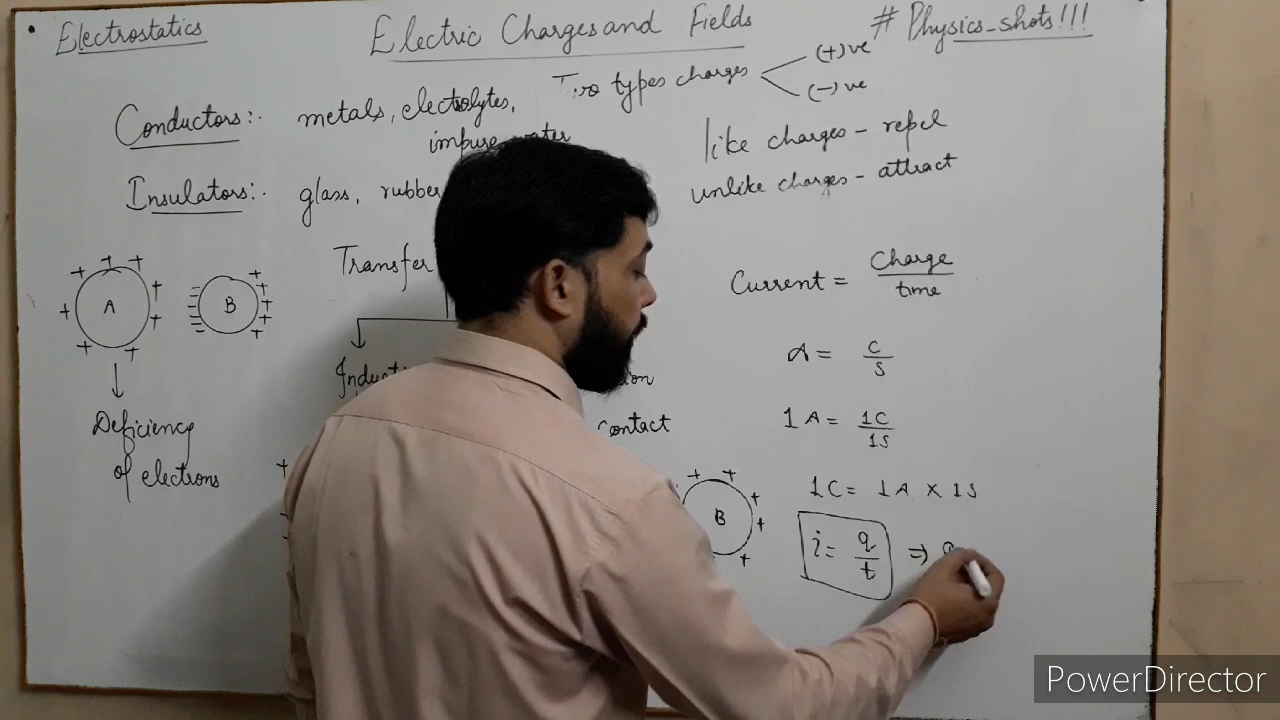 • Electrostatics
Electric Charges and Fields
# Physics-shots!!!
Conductors:- metals, electrolytes,
impure water
Insulators:- glass, rubber
Two types charges
(+)ve
(-)ve
like charges - repel
unlike charges - attract
+ + + + + + + + + A
≡ B + + + + +
Deficiency
of electrons
Transfer
contact
+ + + + + B
Current = Charge / time
A = C / S
1 A = 1C / 1S
1C = 1A X 1S
i = q / t ⇒
PowerDirector